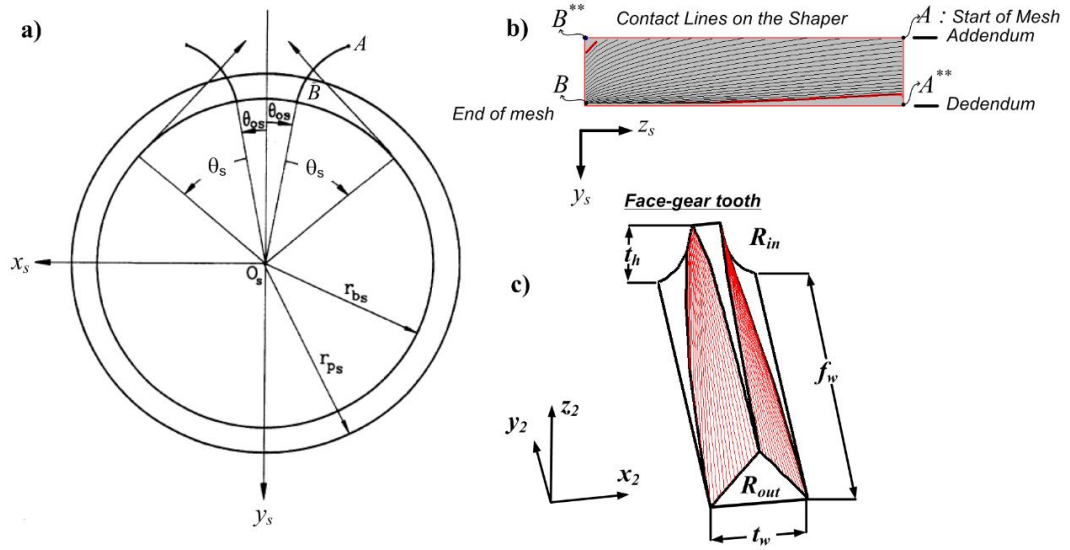 a)
A
B
θos
θos
θs
θs
xs
Os
rbs
rps
ys
b)
B**
Contact Lines on the Shaper
A : Start of Mesh
Addendum
B
A**
Dedendum
End of mesh
zs
ys
Face-gear tooth
Rin
th
c)
fw
z2
y2
x2
Rout
tw